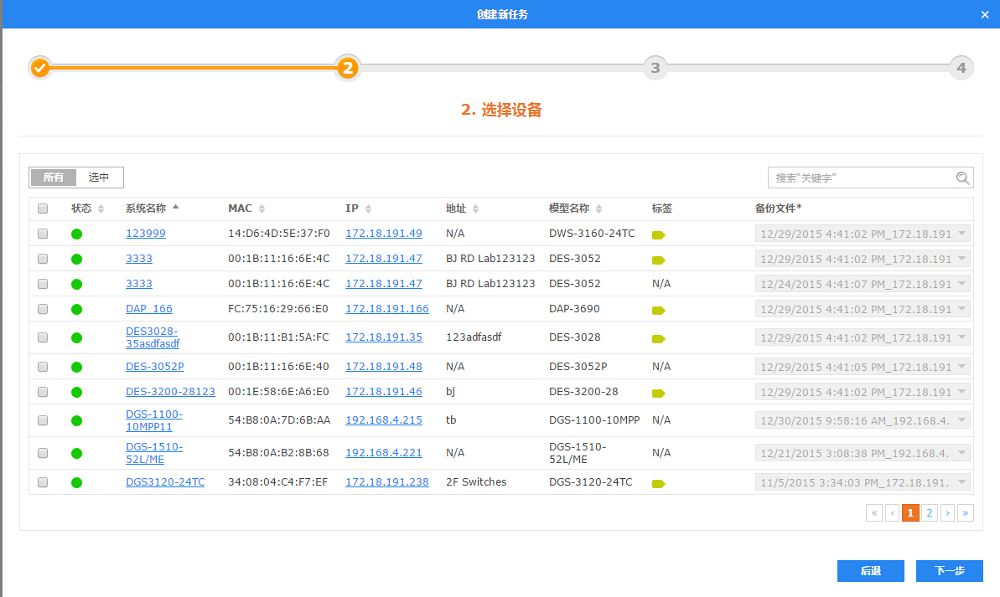 创建新任务 ×
2 3 4
2. 选择设备
所有 选中 搜索“关键字”
状态 系统名称 MAC IP 地址 模型名称 标签 备份文件*
123999 14:D6:4D:5E:37:F0 172.18.191.49 N/A DWS-3160-24TC 12/29/2015 4:41:02 PM_172.18.191
3333 00:1B:11:16:6E:4C 172.18.191.47 BJ RD Lab123123 DES-3052 12/29/2015 4:41:02 PM_172.18.191
3333 00:1B:11:16:6E:4C 172.18.191.47 BJ RD Lab123123 DES-3052 N/A 12/24/2015 4:41:07 PM_172.18.191
DAP_166 FC:75:16:29:66:E0 172.18.191.166 N/A DAP-3690 12/29/2015 4:41:02 PM_172.18.191
DES3028-
35asdfasdf 00:1B:11:B1:5A:FC 172.18.191.35 123adfasdf DES-3028 12/29/2015 4:41:02 PM_172.18.191
DES-3052P 00:1B:11:16:6E:40 172.18.191.48 N/A DES-3052P N/A 12/29/2015 4:41:05 PM_172.18.191
DES-3200-28123 00:1E:58:6E:A6:E0 172.18.191.46 bj DES-3200-28 12/29/2015 4:41:02 PM_172.18.191
DGS-1100-
10MPP11 54:B8:0A:7D:6B:AA 192.168.4.215 tb DGS-1100-10MPP N/A 12/30/2015 9:58:16 AM_192.168.4.
DGS-1510-
52L/ME 54:B8:0A:B2:8B:68 192.168.4.221 N/A DGS-1510-
52L/ME N/A 12/21/2015 3:08:38 PM_192.168.4.
DGS3120-24TC 34:08:04:C4:F7:EF 172.18.191.238 2F Switches DGS-3120-24TC 11/5/2015 3:34:03 PM_172.18.191.
« ‹ 1 2 › »
后退 下一步